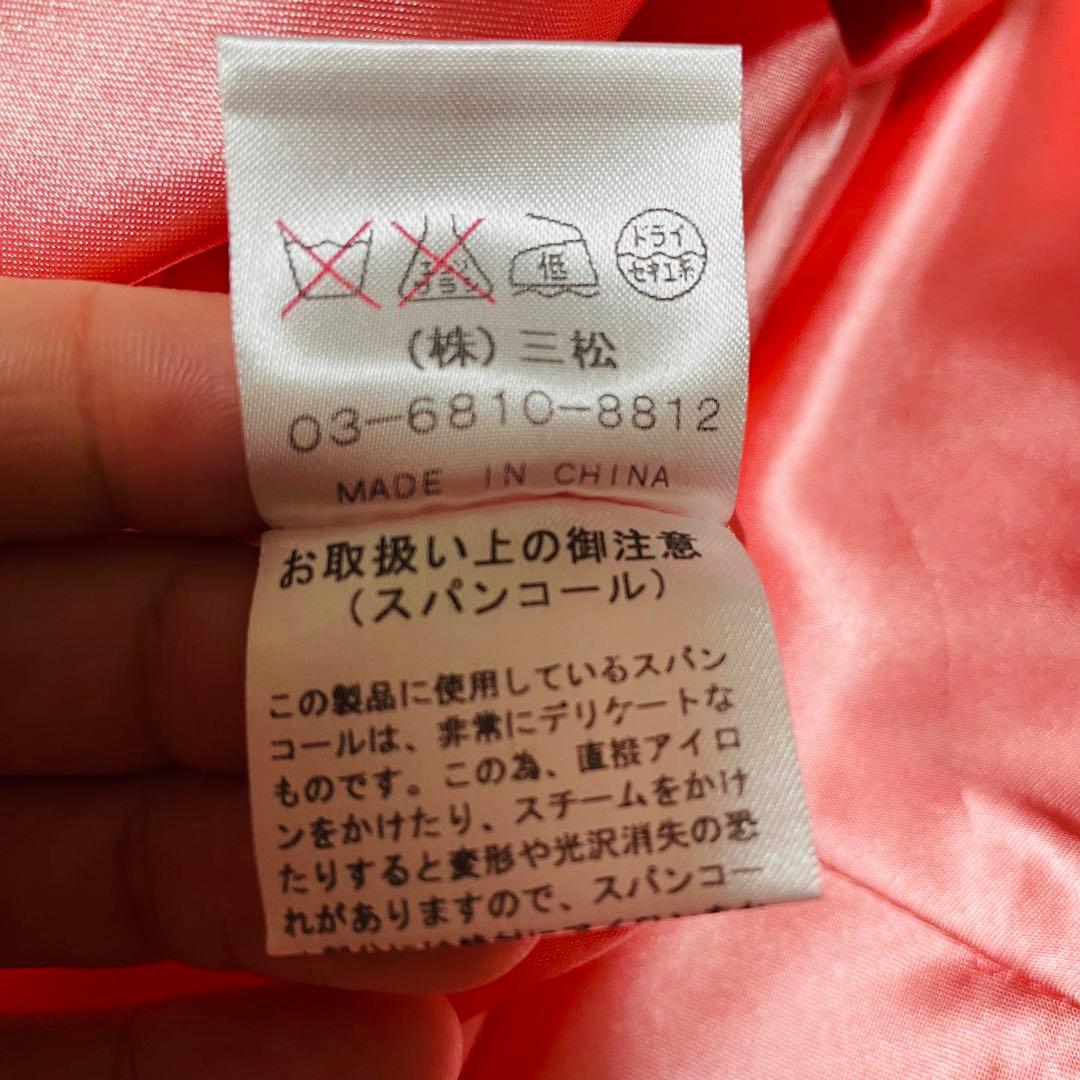 低
ドライ
セキユ系
(株)三松
03-6810-8812
MADE IN CHINA
お取扱い上の御注意
(スパンコール)
この製品に使用しているスパン
コールは、非常にデリケートな
ものです。この為、直接アイロ
ンをかけたり、スチームをかけ
たりすると変形や光沢消失の恐
れがありますので、スパンコー